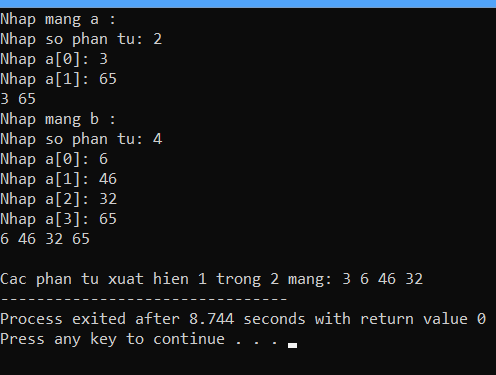 Nhap mang a :
Nhap so phan tu: 2
Nhap a[0]: 3
Nhap a[1]: 65
3 65
Nhap mang b :
Nhap so phan tu: 4
Nhap a[0]: 6
Nhap a[1]: 46
Nhap a[2]: 32
Nhap a[3]: 65
6 46 32 65
Cac phan tu xuat hien 1 trong 2 mang: 3 6 46 32
--------------------------------
Process exited after 8.744 seconds with return value 0
Press any key to continue . . .